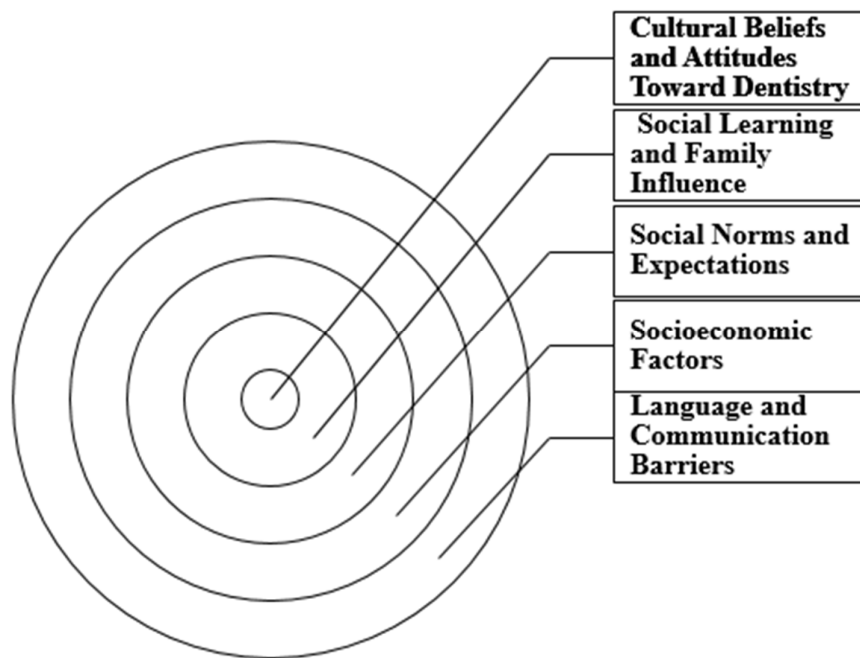 Cultural Beliefs
and Attitudes
Toward Dentistry
Social Learning
and Family
Influence
Social Norms and
Expectations
Socioeconomic
Factors
Language and
Communication
Barriers